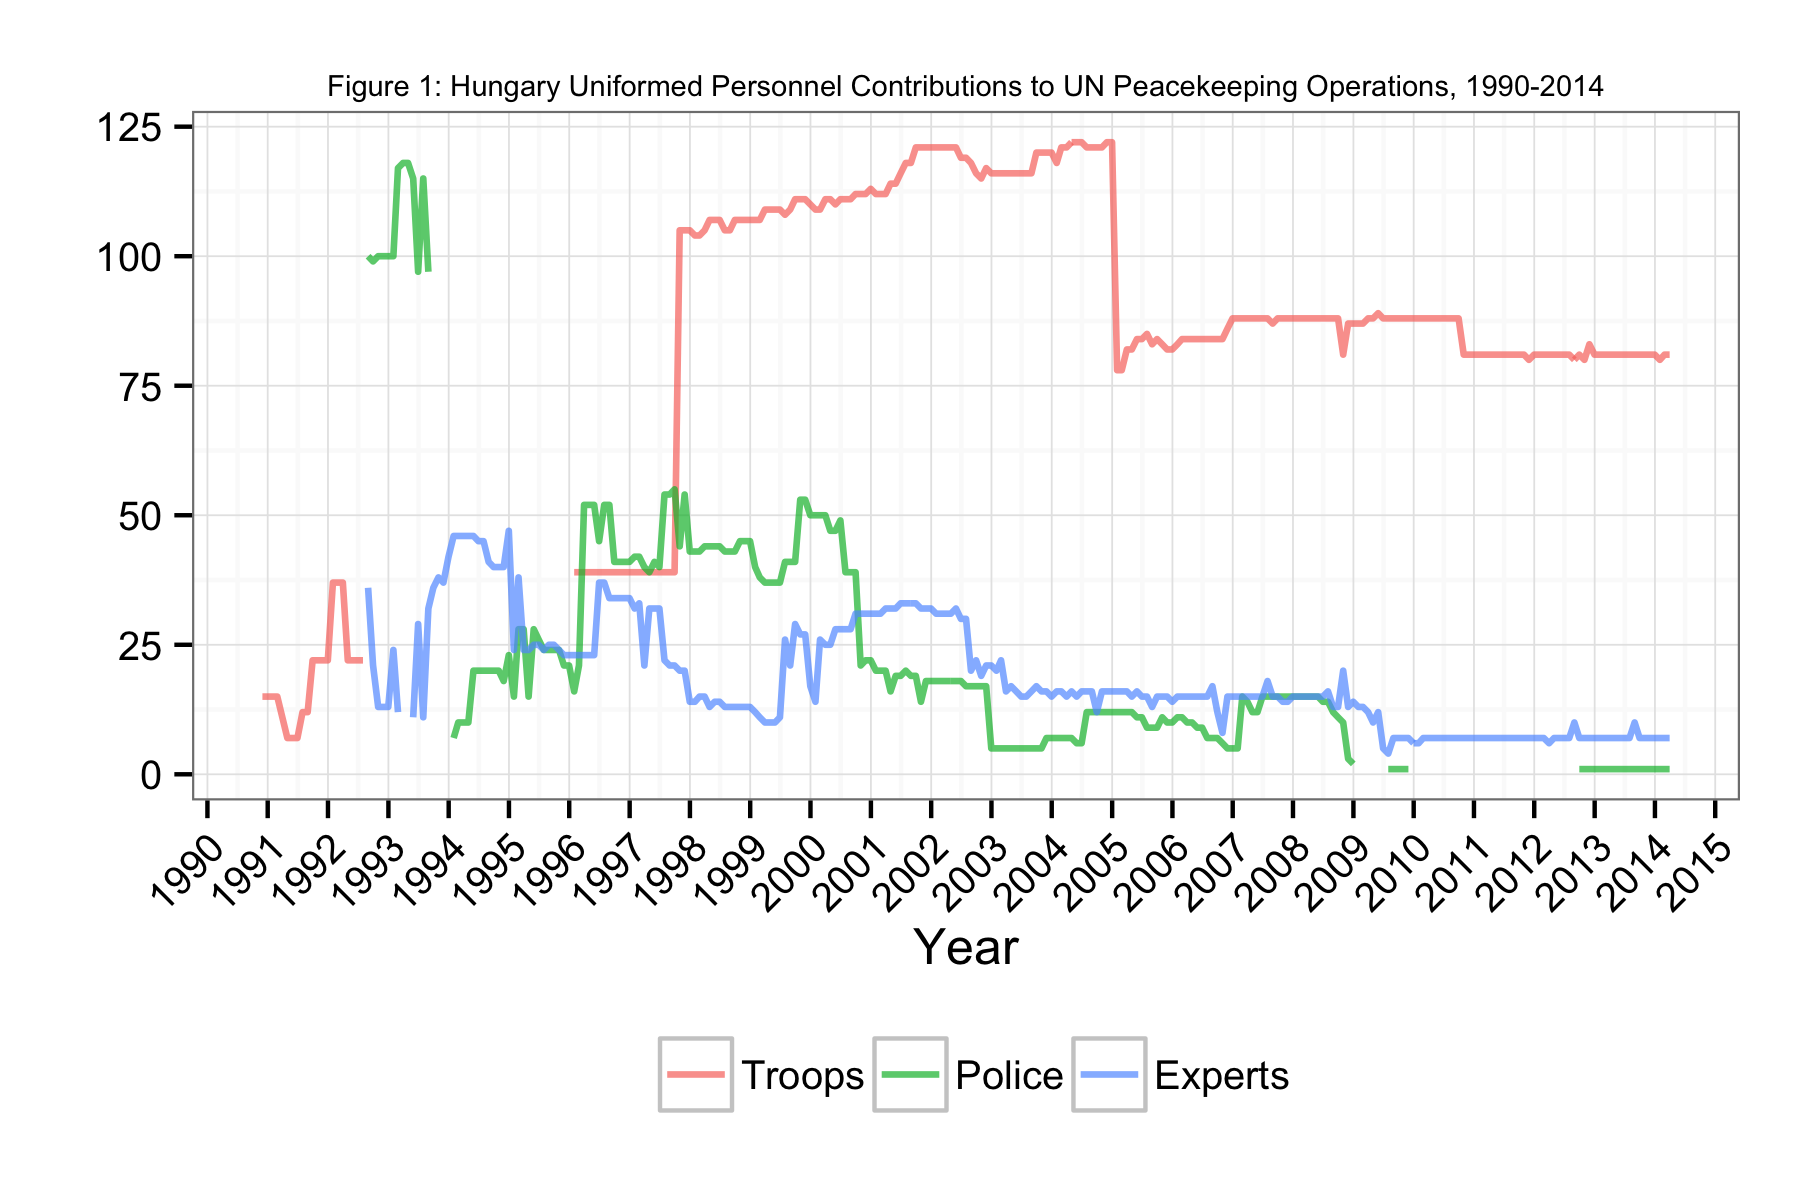 Figure 1: Hungary Uniformed Personnel Contributions to UN Peacekeeping Operations, 1990-2014
125
100
75
50
25
0
1990 1991 1992 1993 1994 1995 1996 1997 1998 1999 2000 2001 2002 2003 2004 2005 2006 2007 2008 2009 2010 2011 2012 2013 2014 2015
Year
Troops Police Experts